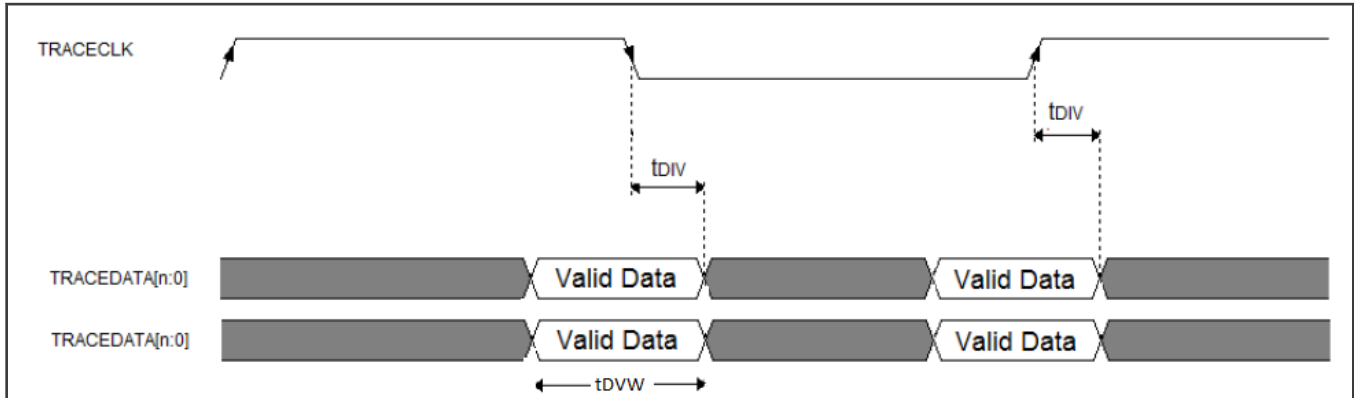 TRACECLK
tDIV
tDIV
TRACEDATA[n:0] Valid Data Valid Data
TRACEDATA[n:0] Valid Data Valid Data
tDVW